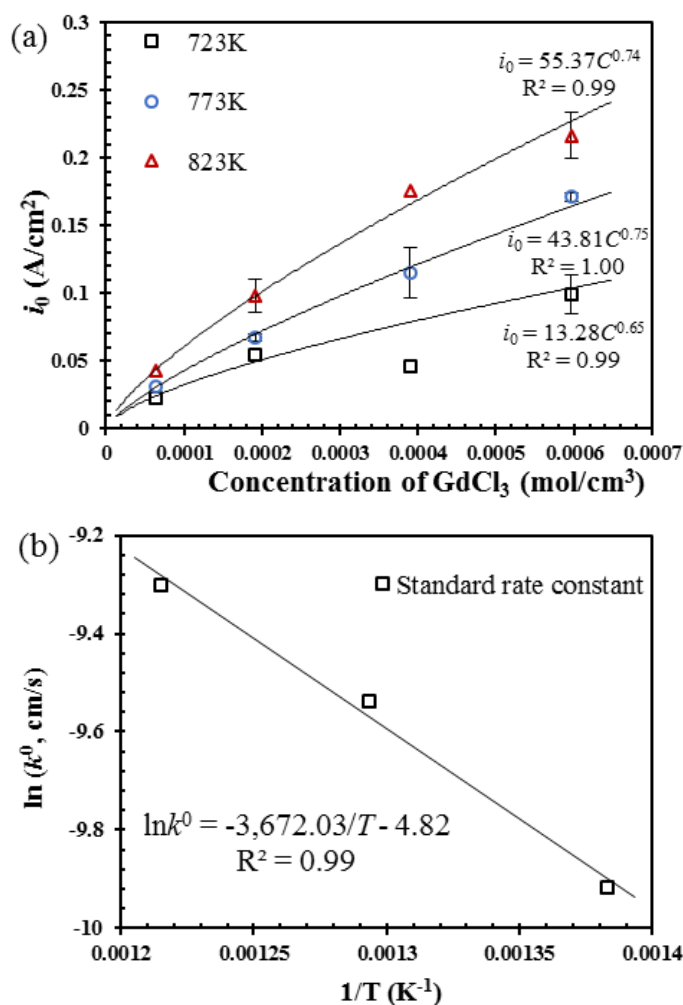 (a)
723K
773K
823K
i₀ = 55.37C^0.74
R² = 0.99
i₀ = 43.81C^0.75
R² = 1.00
i₀ = 13.28C^0.65
R² = 0.99
i₀ (A/cm²)
0.3
0.25
0.2
0.15
0.1
0.05
0
0 0.0001 0.0002 0.0003 0.0004 0.0005 0.0006 0.0007
Concentration of GdCl₃ (mol/cm³)
(b)
Standard rate constant
lnk⁰ = -3,672.03/T - 4.82
R² = 0.99
ln (k⁰, cm/s)
-9.2
-9.4
-9.6
-9.8
-10
0.0012 0.00125 0.0013 0.00135 0.0014
1/T (K⁻¹)